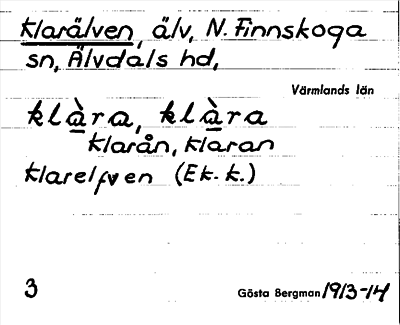 Klarälven, älv, N. Finnskoga
sn, Älvdals hd,
Värmlands län
klàra, klàra
klarån, klaran
klarelfven (Ek. k.)
3
Gösta Bergman 1913-14